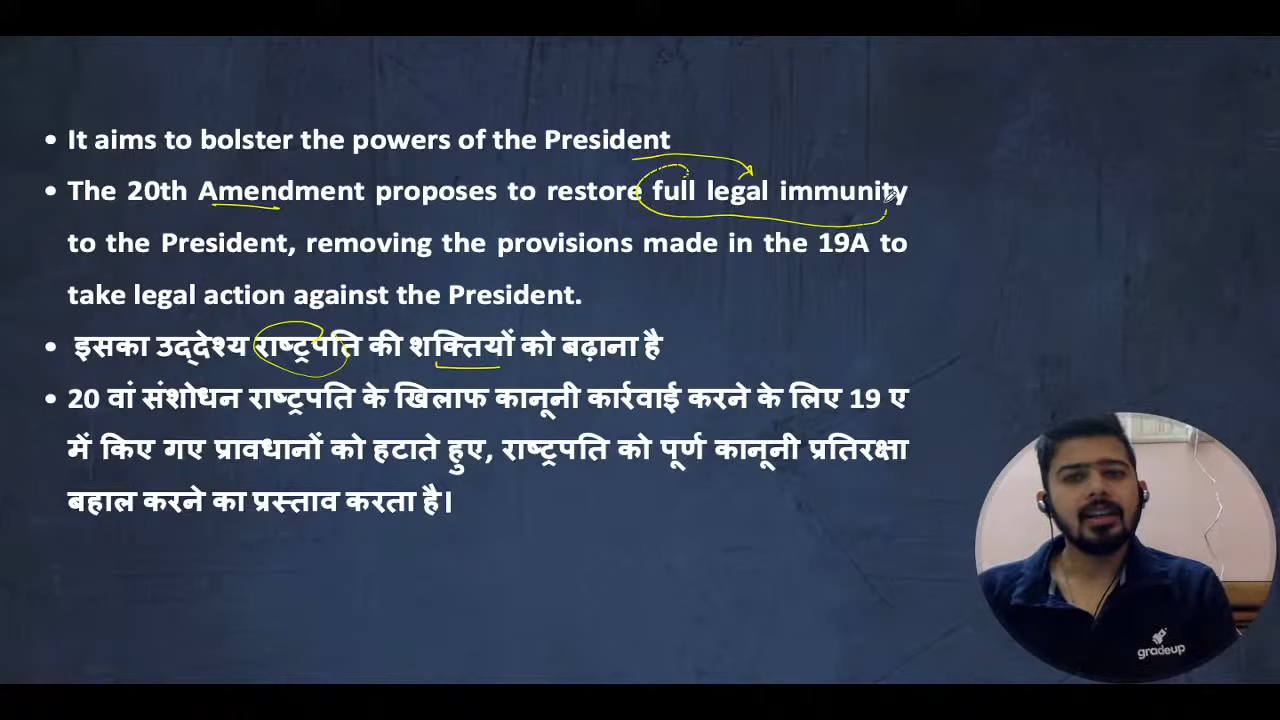 • It aims to bolster the powers of the President
• The 20th Amendment proposes to restore full legal immunity
to the President, removing the provisions made in the 19A to
take legal action against the President.
• इसका उद्देश्य राष्ट्रपति की शक्तियों को बढ़ाना है
• 20 वां संशोधन राष्ट्रपति के खिलाफ कानूनी कार्रवाई करने के लिए 19 ए
में किए गए प्रावधानों को हटाते हुए, राष्ट्रपति को पूर्ण कानूनी प्रतिरक्षा
बहाल करने का प्रस्ताव करता है।
gradeup